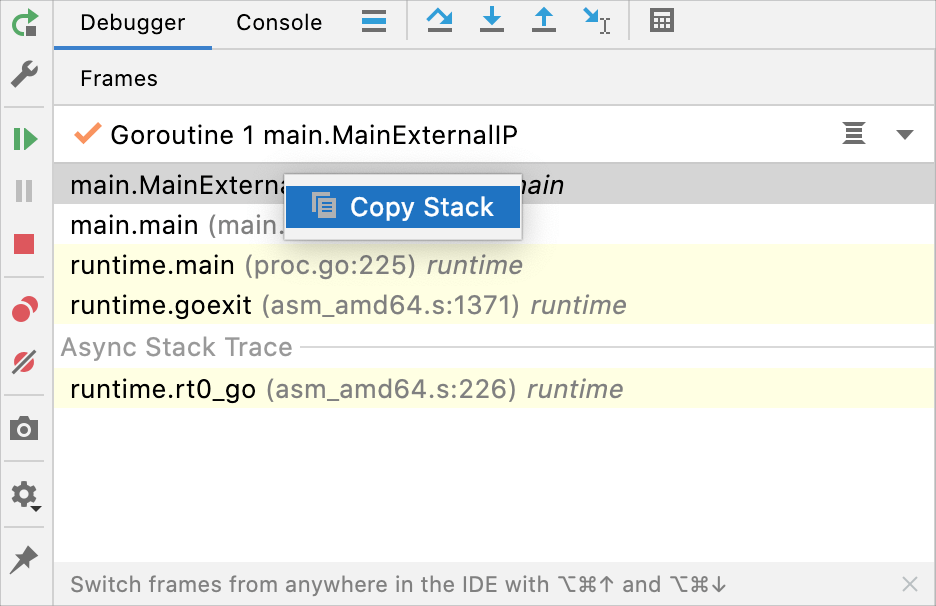 Debugger Console
Frames
Goroutine 1 main.MainExternalIP
main.MainExterna main
Copy Stack
main.main (main.
runtime.main (proc.go:225) runtime
runtime.goexit (asm_amd64.s:1371) runtime
Async Stack Trace
runtime.rt0_go (asm_amd64.s:226) runtime
Switch frames from anywhere in the IDE with ⌥⌘↑ and ⌥⌘↓